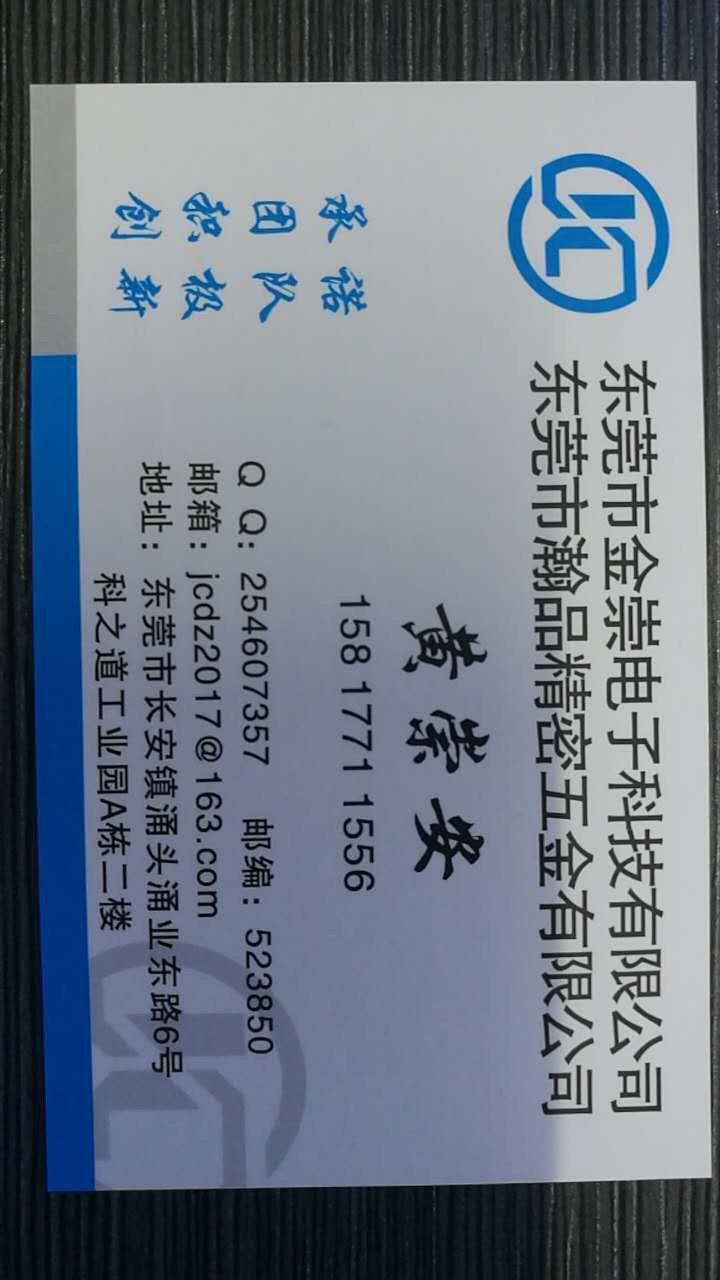 东莞市金崇电子科技有限公司
东莞市瀚品精密五金有限公司
黄崇安
158 1771 1556
承诺
团队
积极
创新
Q Q: 254607357 邮编: 523850
邮箱: jcdz2017@163.com
地址: 东莞市长安镇涌头涌业东路6号
科之道工业园A栋二楼